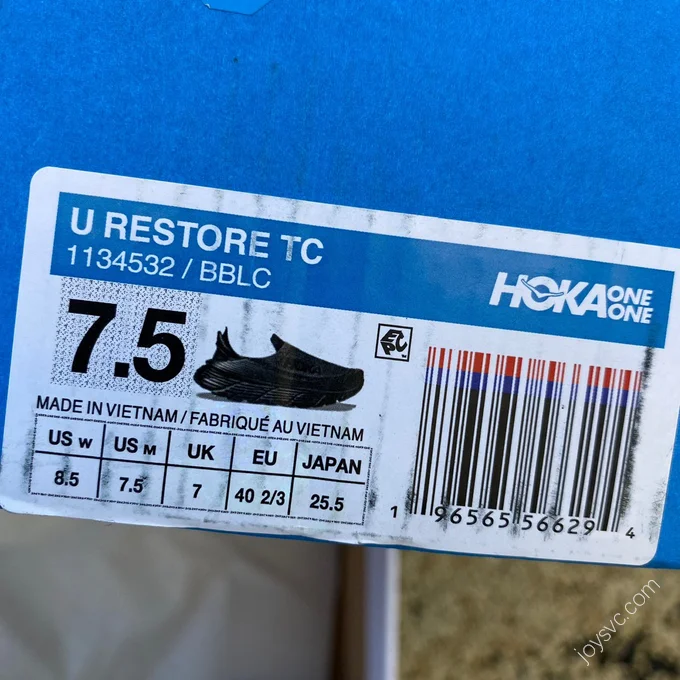 U RESTORE TC
1134532 / BBLC
HOKA ONE ONE
7.5
EPC™
MADE IN VIETNAM / FABRIQUÉ AU VIETNAM
US W US M UK EU JAPAN
8.5 7.5 7 40 2/3 25.5
1 96565 56629 4
joysvc.com